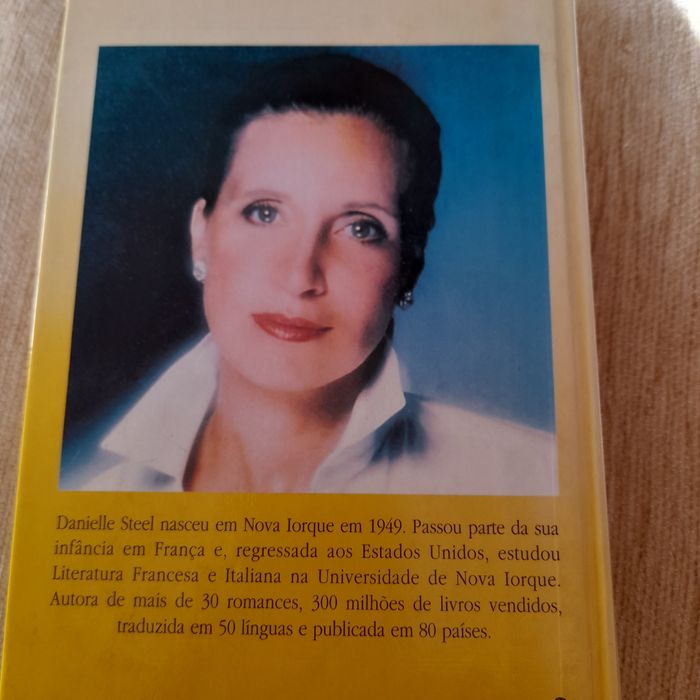 Danielle Steel nasceu em Nova Iorque em 1949. Passou parte da sua
infância em França e, regressada aos Estados Unidos, estudou
Literatura Francesa e Italiana na Universidade de Nova Iorque.
Autora de mais de 30 romances, 300 milhões de livros vendidos,
traduzida em 50 línguas e publicada em 80 países.